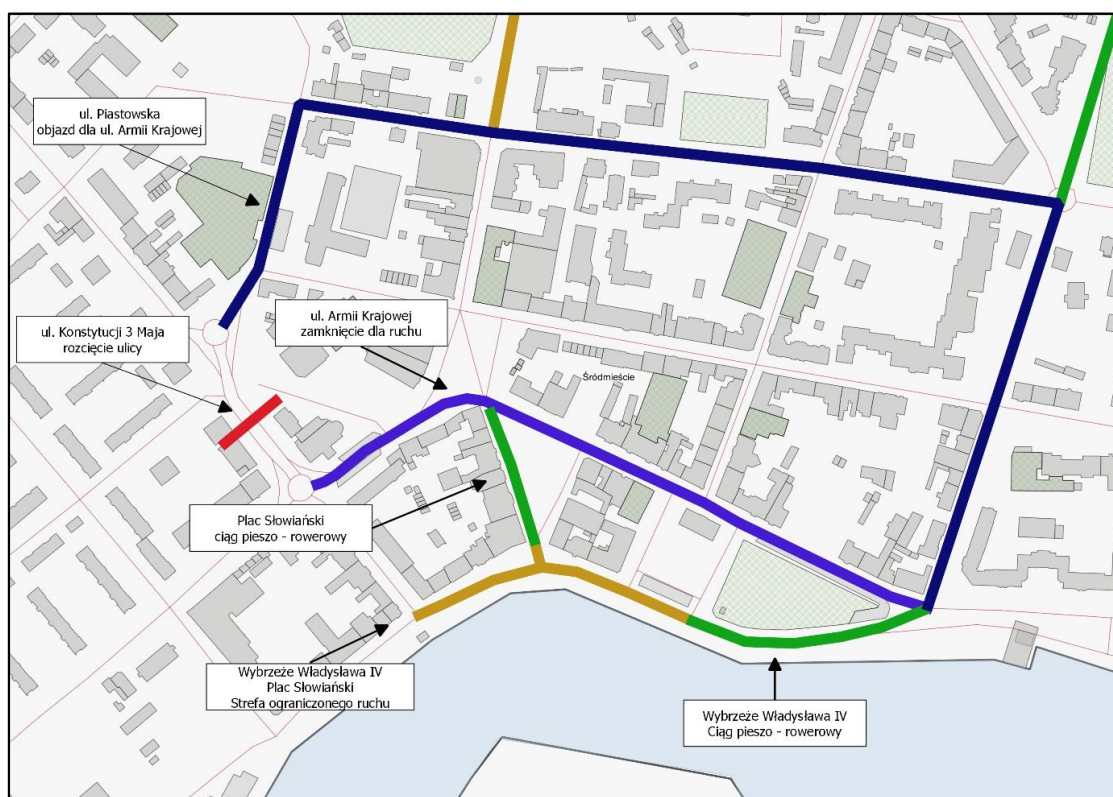 ul. Piastowska
objazd dla ul. Armii Krajowej
ul. Konstytucji 3 Maja
rozcięcie ulicy
ul. Armii Krajowej
zamknięcie dla ruchu
Śródmieście
Plac Słowiański
ciąg pieszo - rowerowy
Wybrzeże Władysława IV
Plac Słowiański
Strefa ograniczonego ruchu
Wybrzeże Władysława IV
Ciąg pieszo - rowerowy